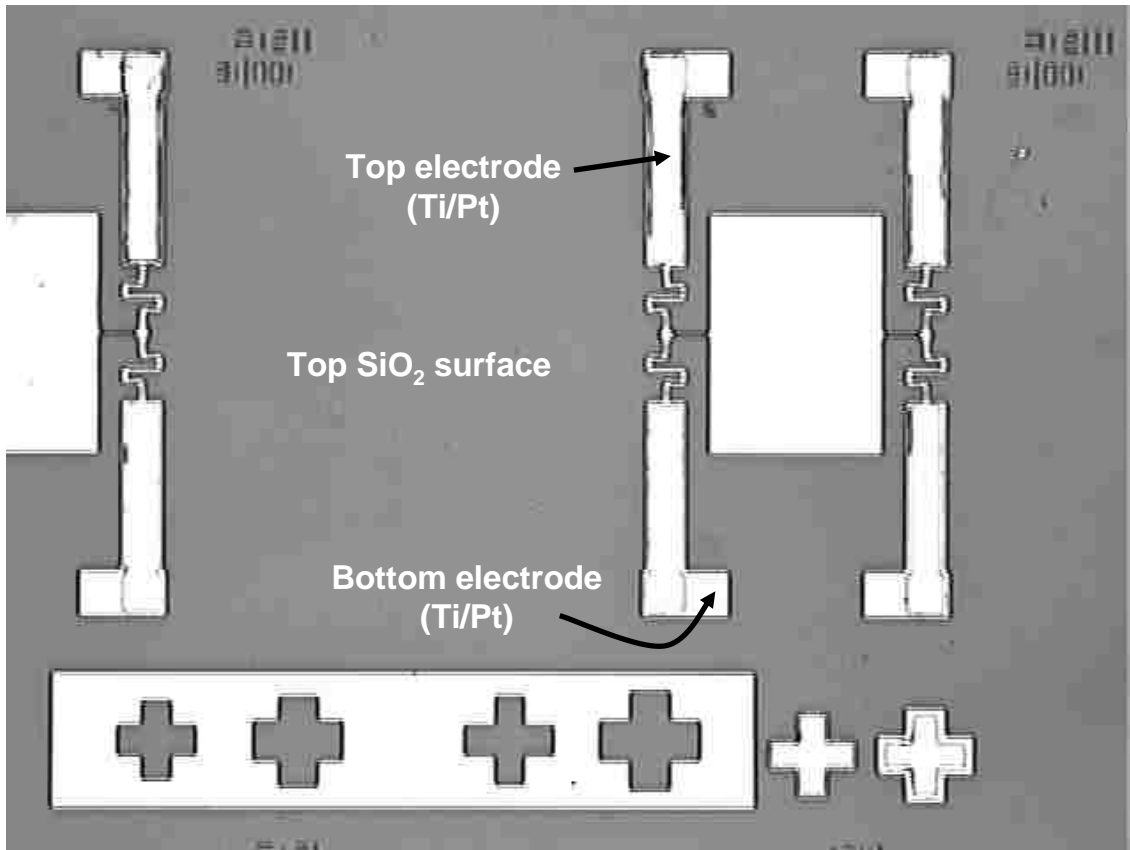 Top electrode
(Ti/Pt)
Top SiO₂ surface
Bottom electrode
(Ti/Pt)